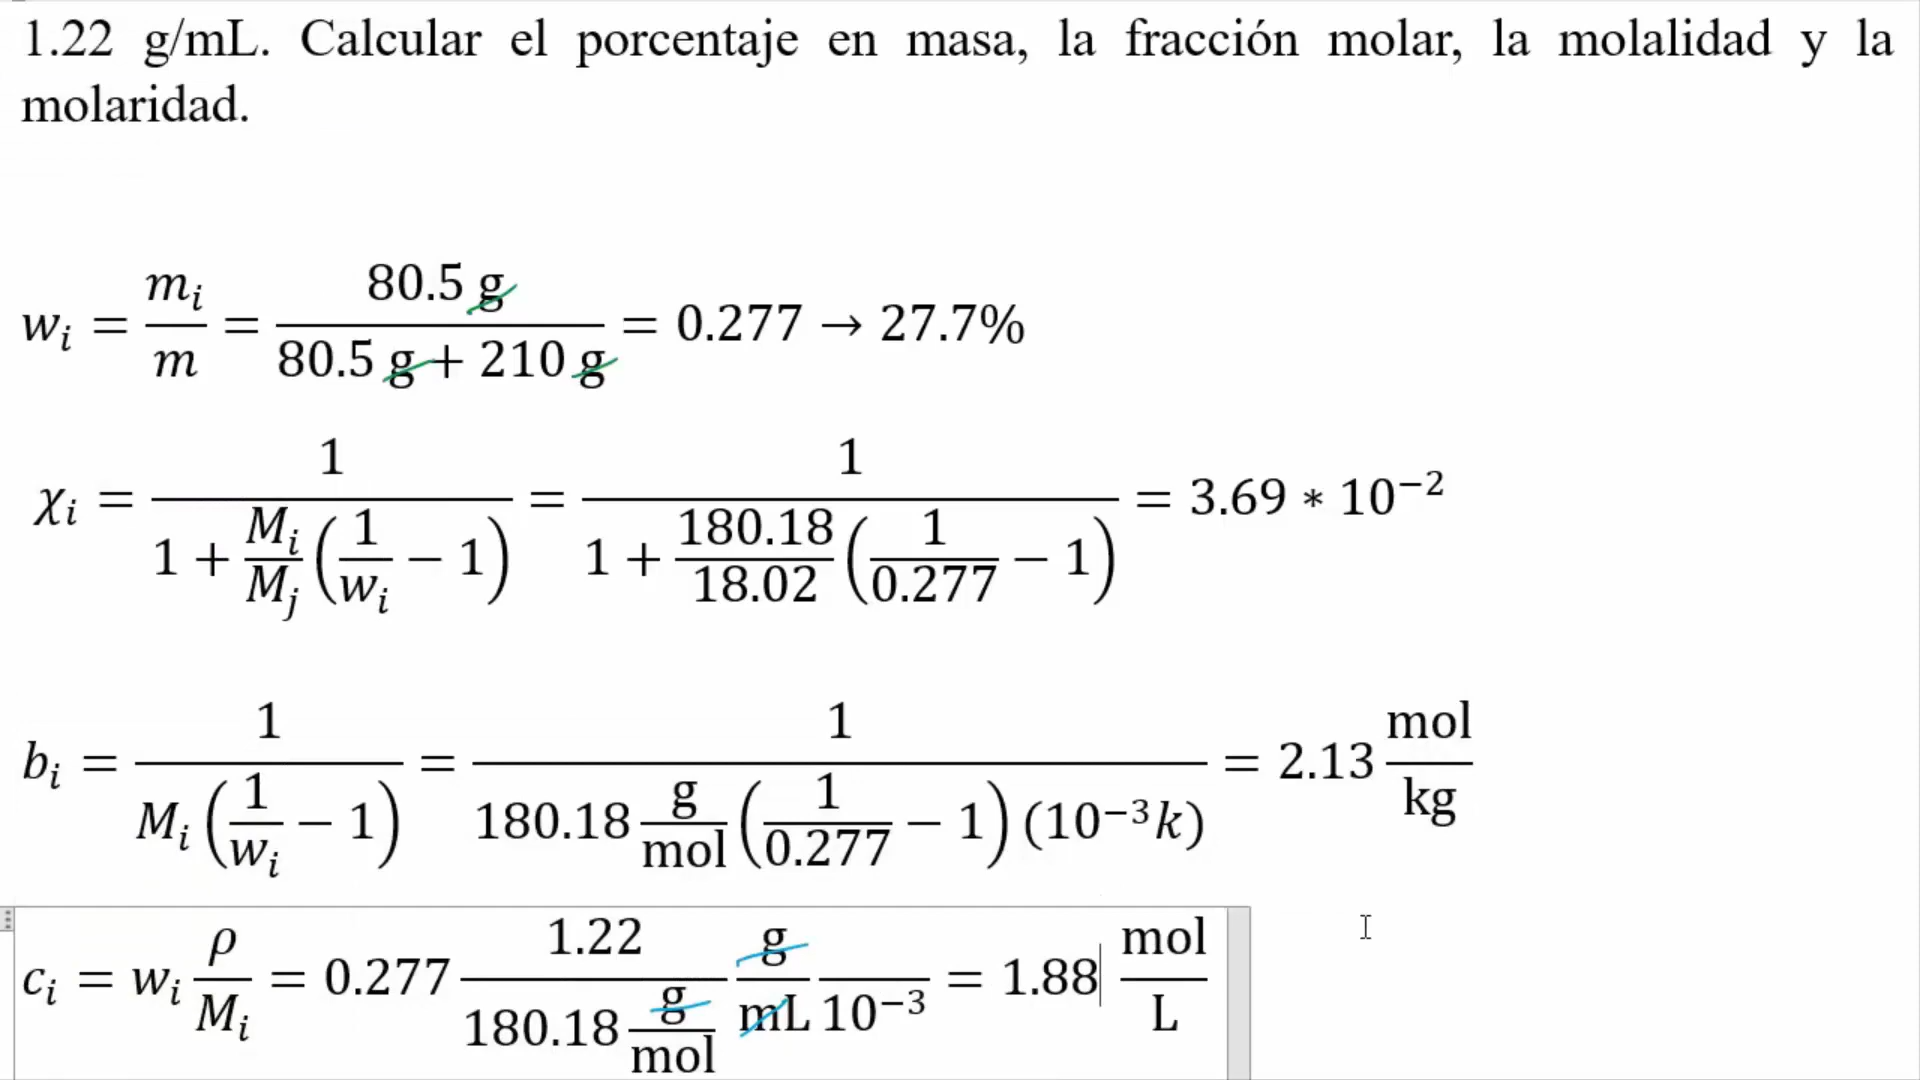 1.22 g/mL. Calcular el porcentaje en masa, la fracción molar, la molalidad y la
molaridad.
w_i = m_i/m = 80.5 g/(80.5 g + 210 g) = 0.277 → 27.7%
χ_i = 1/(1 + M_i/M_j (1/w_i − 1)) = 1/(1 + 180.18/18.02 (1/0.277 − 1)) = 3.69 * 10^−2
b_i = 1/(M_i (1/w_i − 1)) = 1/(180.18 g/mol (1/0.277 − 1) (10^−3 k)) = 2.13 mol/kg
c_i = w_i ρ/M_i = 0.277 1.22/(180.18 g/mol) g/mL 1/10^−3 = 1.88 mol/L